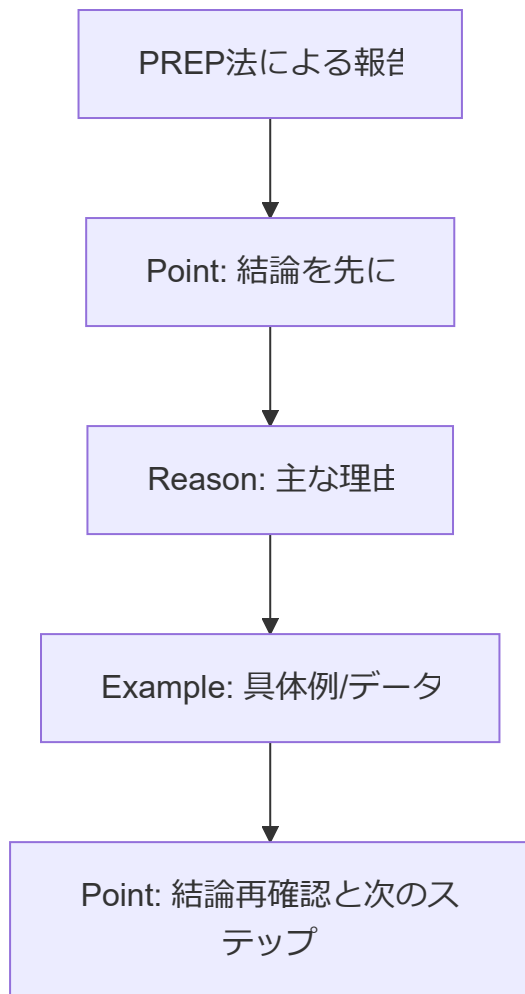 PREP法による報告
Point: 結論を先に
Reason: 主な理由
Example: 具体例/データ
Point: 結論再確認と次のス
テップ